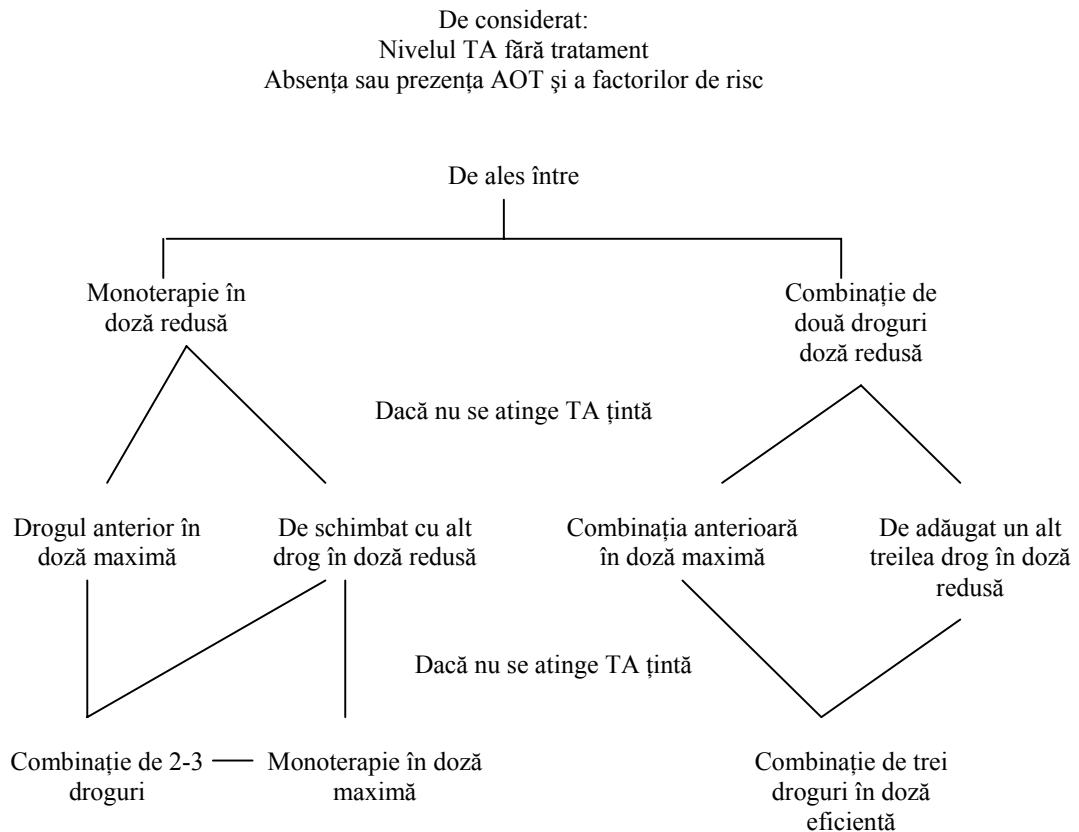 De considerat:
Nivelul TA fără tratament
Absența sau prezența AOT şi a factorilor de risc
De ales între
Monoterapie în
doză redusă
Combinație de
două droguri
doză redusă
Dacă nu se atinge TA țintă
Drogul anterior în
doză maximă
De schimbat cu alt
drog în doză redusă
Combinația anterioară
în doză maximă
De adăugat un alt
treilea drog în doză
redusă
Dacă nu se atinge TA țintă
Combinație de 2-3
droguri
Monoterapie în doză
maximă
Combinație de trei
droguri în doză
eficientă